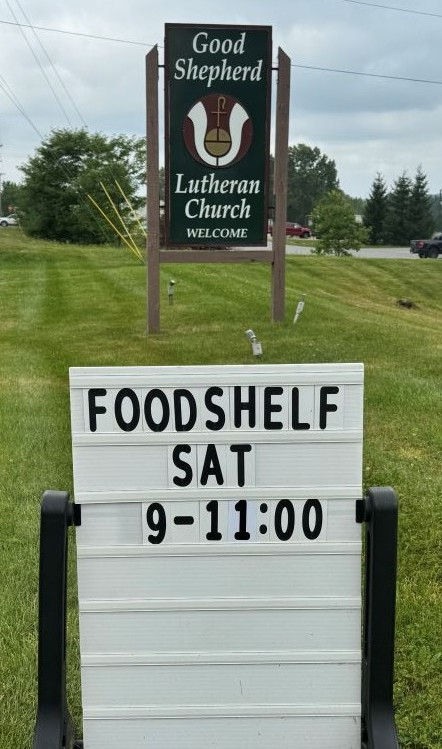 Good
Shepherd
Lutheran
Church
WELCOME
FOODSHELF
SAT
9-11:00